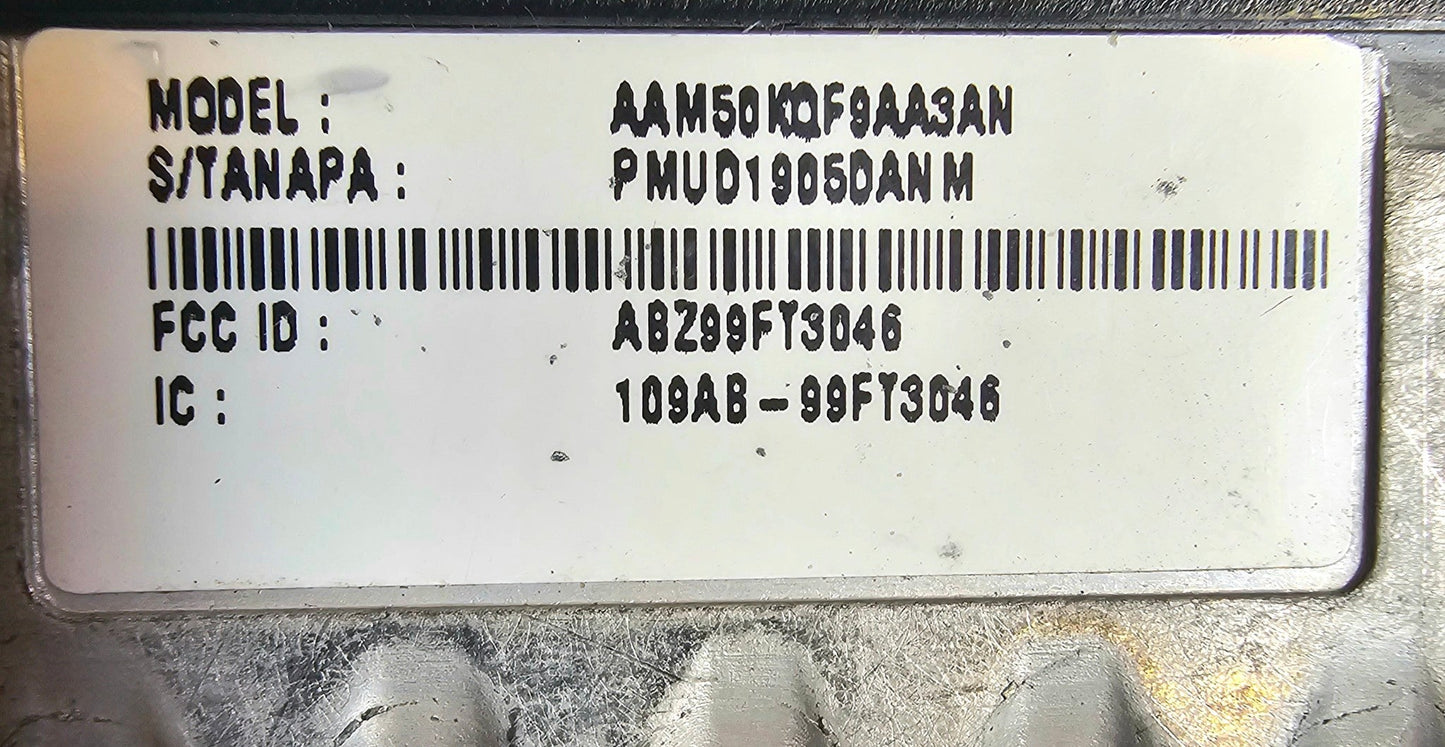 MODEL : AAM50KQF9AA3AN
S/TANAPA : PMUD1905DANM
FCC ID : ABZ99FT3046
IC : 109AB-99FT3046